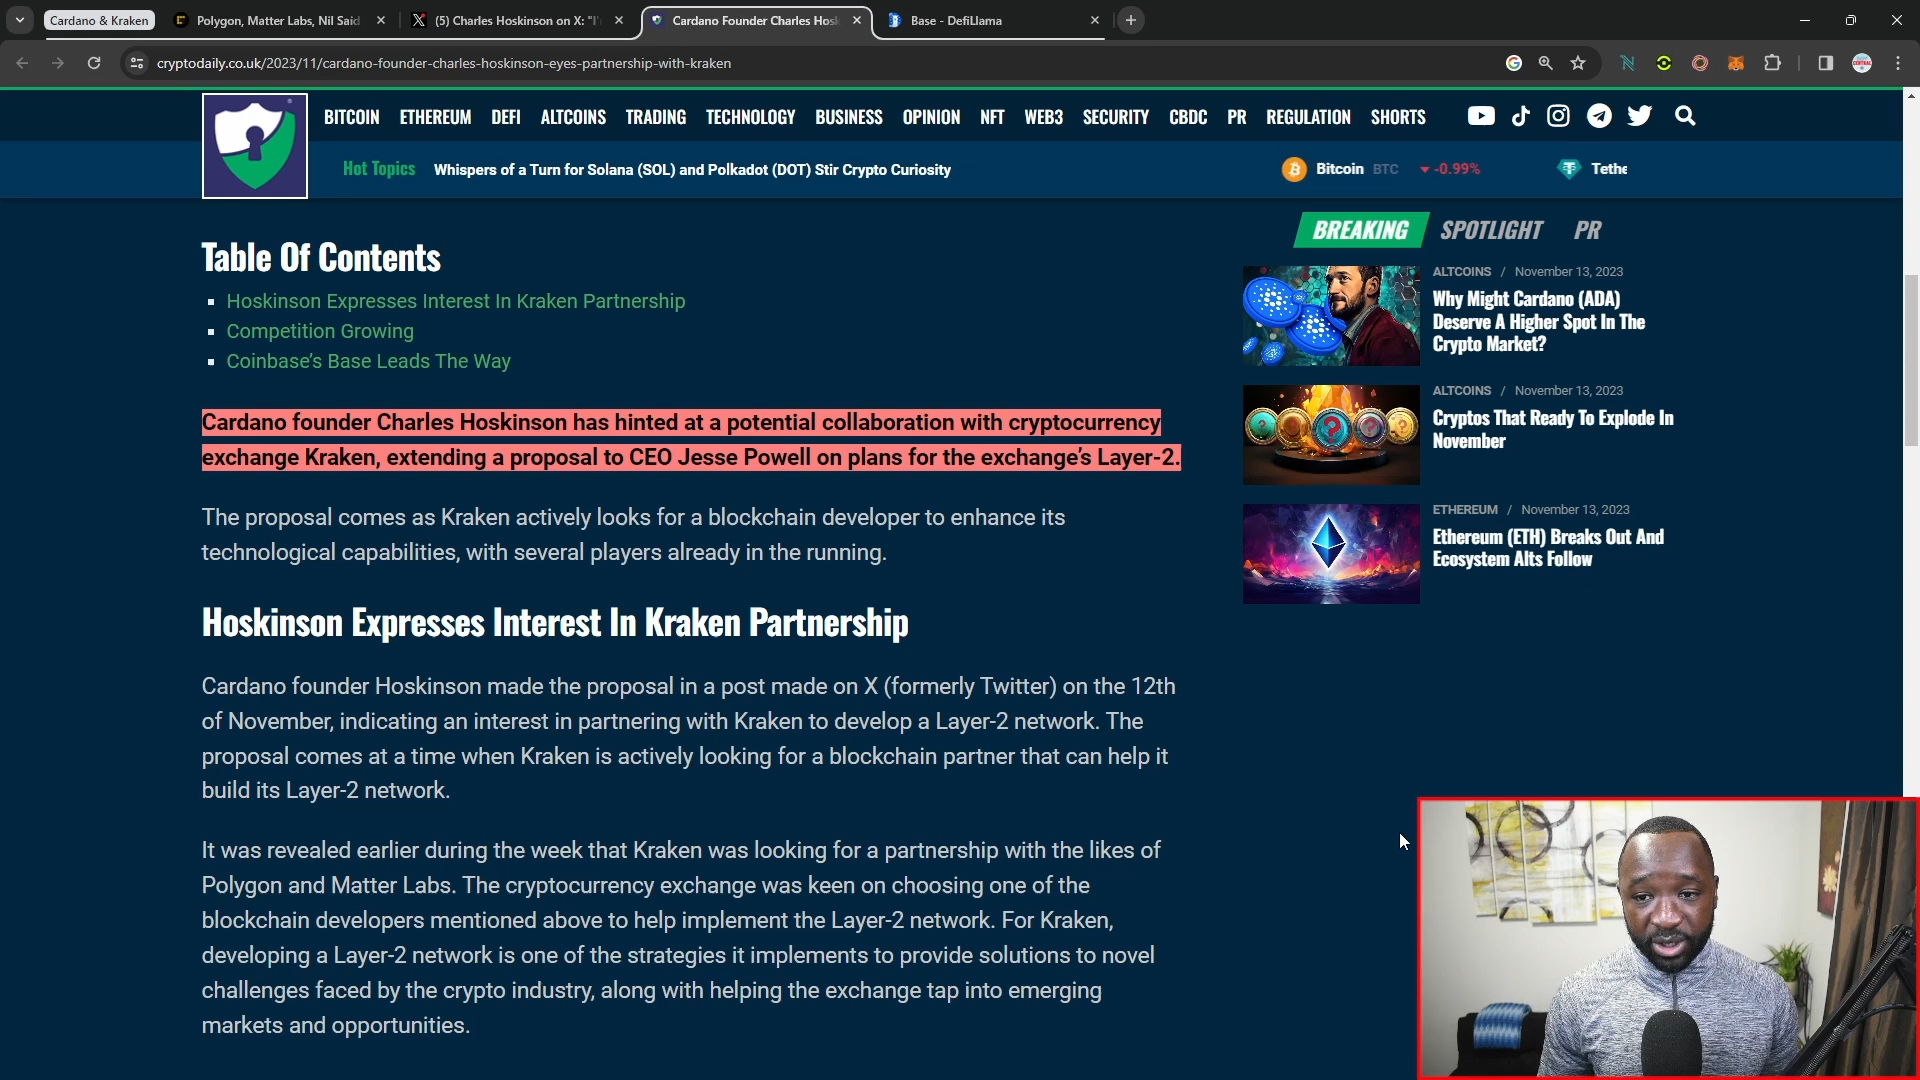 Cardano & Kraken
Polygon, Matter Labs, Nil Said
(5) Charles Hoskinson on X: "I'
Cardano Founder Charles Hosk
Base - DefiLlama
cryptodaily.co.uk/2023/11/cardano-founder-charles-hoskinson-eyes-partnership-with-kraken
BITCOIN ETHEREUM DEFI ALTCOINS TRADING TECHNOLOGY BUSINESS OPINION NFT WEB3 SECURITY CBDC PR REGULATION SHORTS
Hot Topics Whispers of a Turn for Solana (SOL) and Polkadot (DOT) Stir Crypto Curiosity
Bitcoin BTC -0.99% Tethe
Table Of Contents
Hoskinson Expresses Interest In Kraken Partnership
Competition Growing
Coinbase's Base Leads The Way
Cardano founder Charles Hoskinson has hinted at a potential collaboration with cryptocurrency
exchange Kraken, extending a proposal to CEO Jesse Powell on plans for the exchange's Layer-2.
The proposal comes as Kraken actively looks for a blockchain developer to enhance its
technological capabilities, with several players already in the running.
Hoskinson Expresses Interest In Kraken Partnership
Cardano founder Hoskinson made the proposal in a post made on X (formerly Twitter) on the 12th
of November, indicating an interest in partnering with Kraken to develop a Layer-2 network. The
proposal comes at a time when Kraken is actively looking for a blockchain partner that can help it
build its Layer-2 network.
It was revealed earlier during the week that Kraken was looking for a partnership with the likes of
Polygon and Matter Labs. The cryptocurrency exchange was keen on choosing one of the
blockchain developers mentioned above to help implement the Layer-2 network. For Kraken,
developing a Layer-2 network is one of the strategies it implements to provide solutions to novel
challenges faced by the crypto industry, along with helping the exchange tap into emerging
markets and opportunities.
BREAKING SPOTLIGHT PR
ALTCOINS / November 13, 2023
Why Might Cardano (ADA)
Deserve A Higher Spot In The
Crypto Market?
ALTCOINS / November 13, 2023
Cryptos That Ready To Explode In
November
ETHEREUM / November 13, 2023
Ethereum (ETH) Breaks Out And
Ecosystem Alts Follow